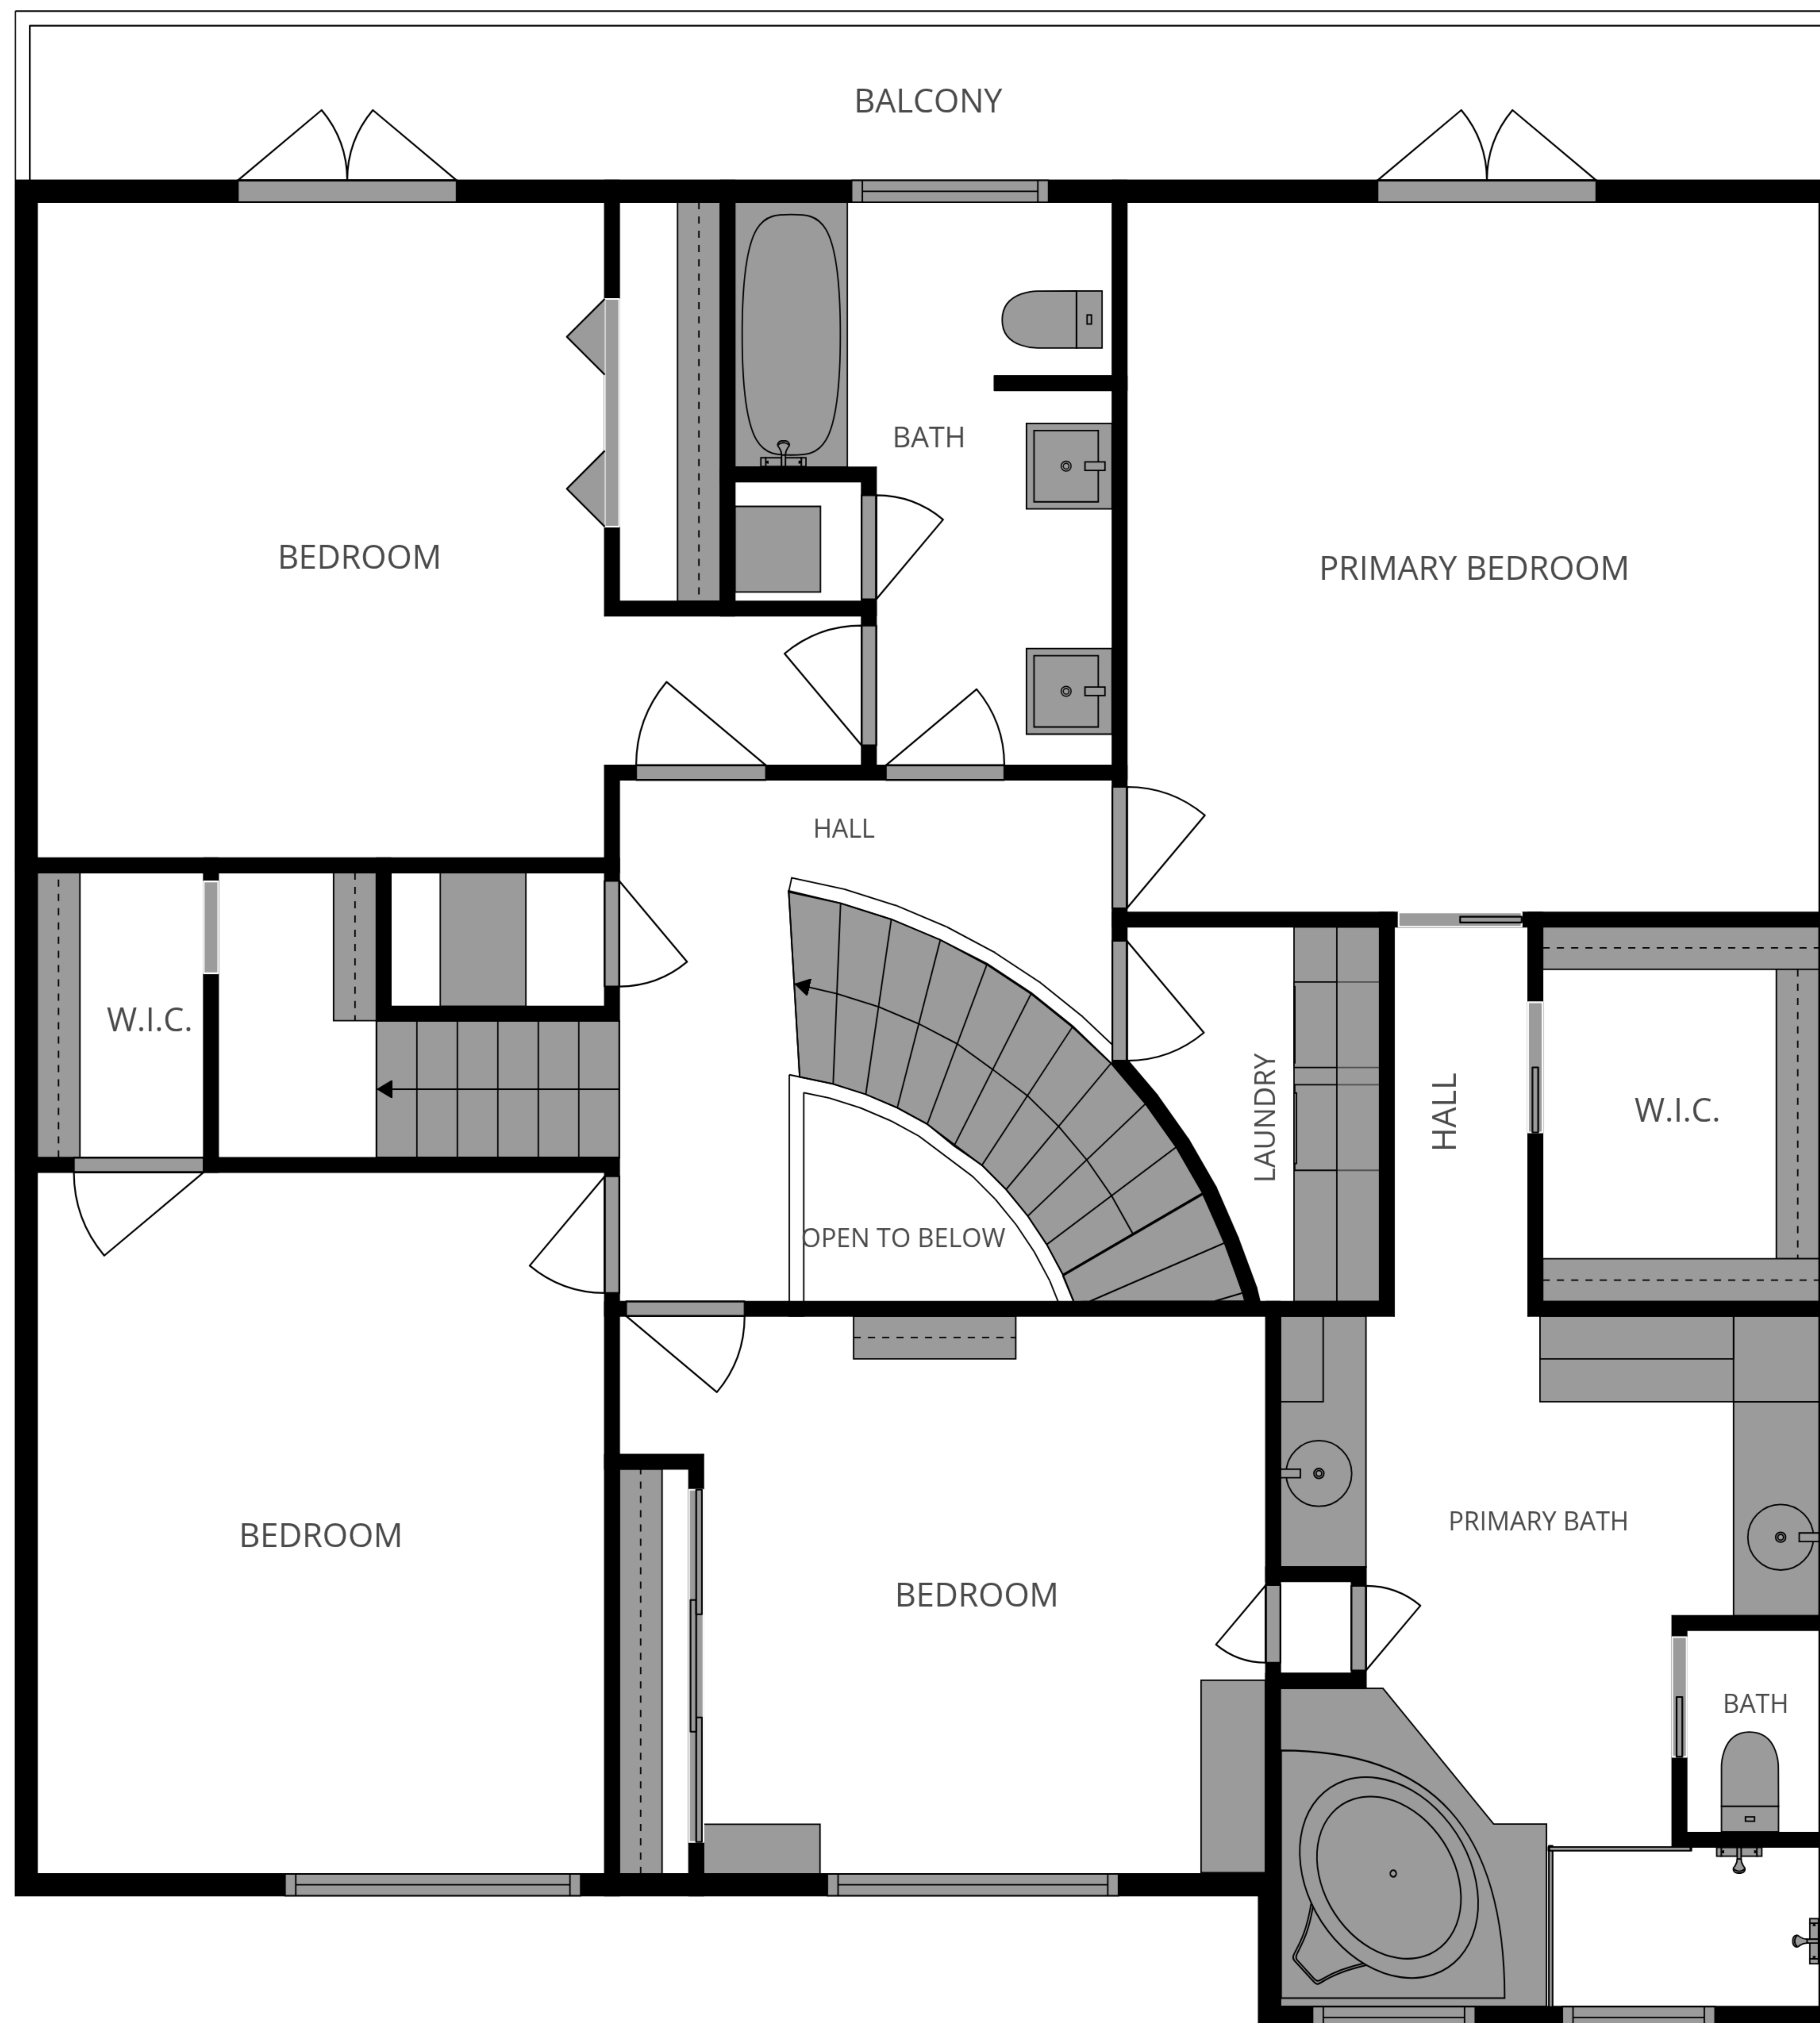 BALCONY
BATH
BEDROOM
PRIMARY BEDROOM
HALL
W.I.C.
LAUNDRY
HALL
W.I.C.
OPEN TO BELOW
BEDROOM
BEDROOM
PRIMARY BATH
BATH